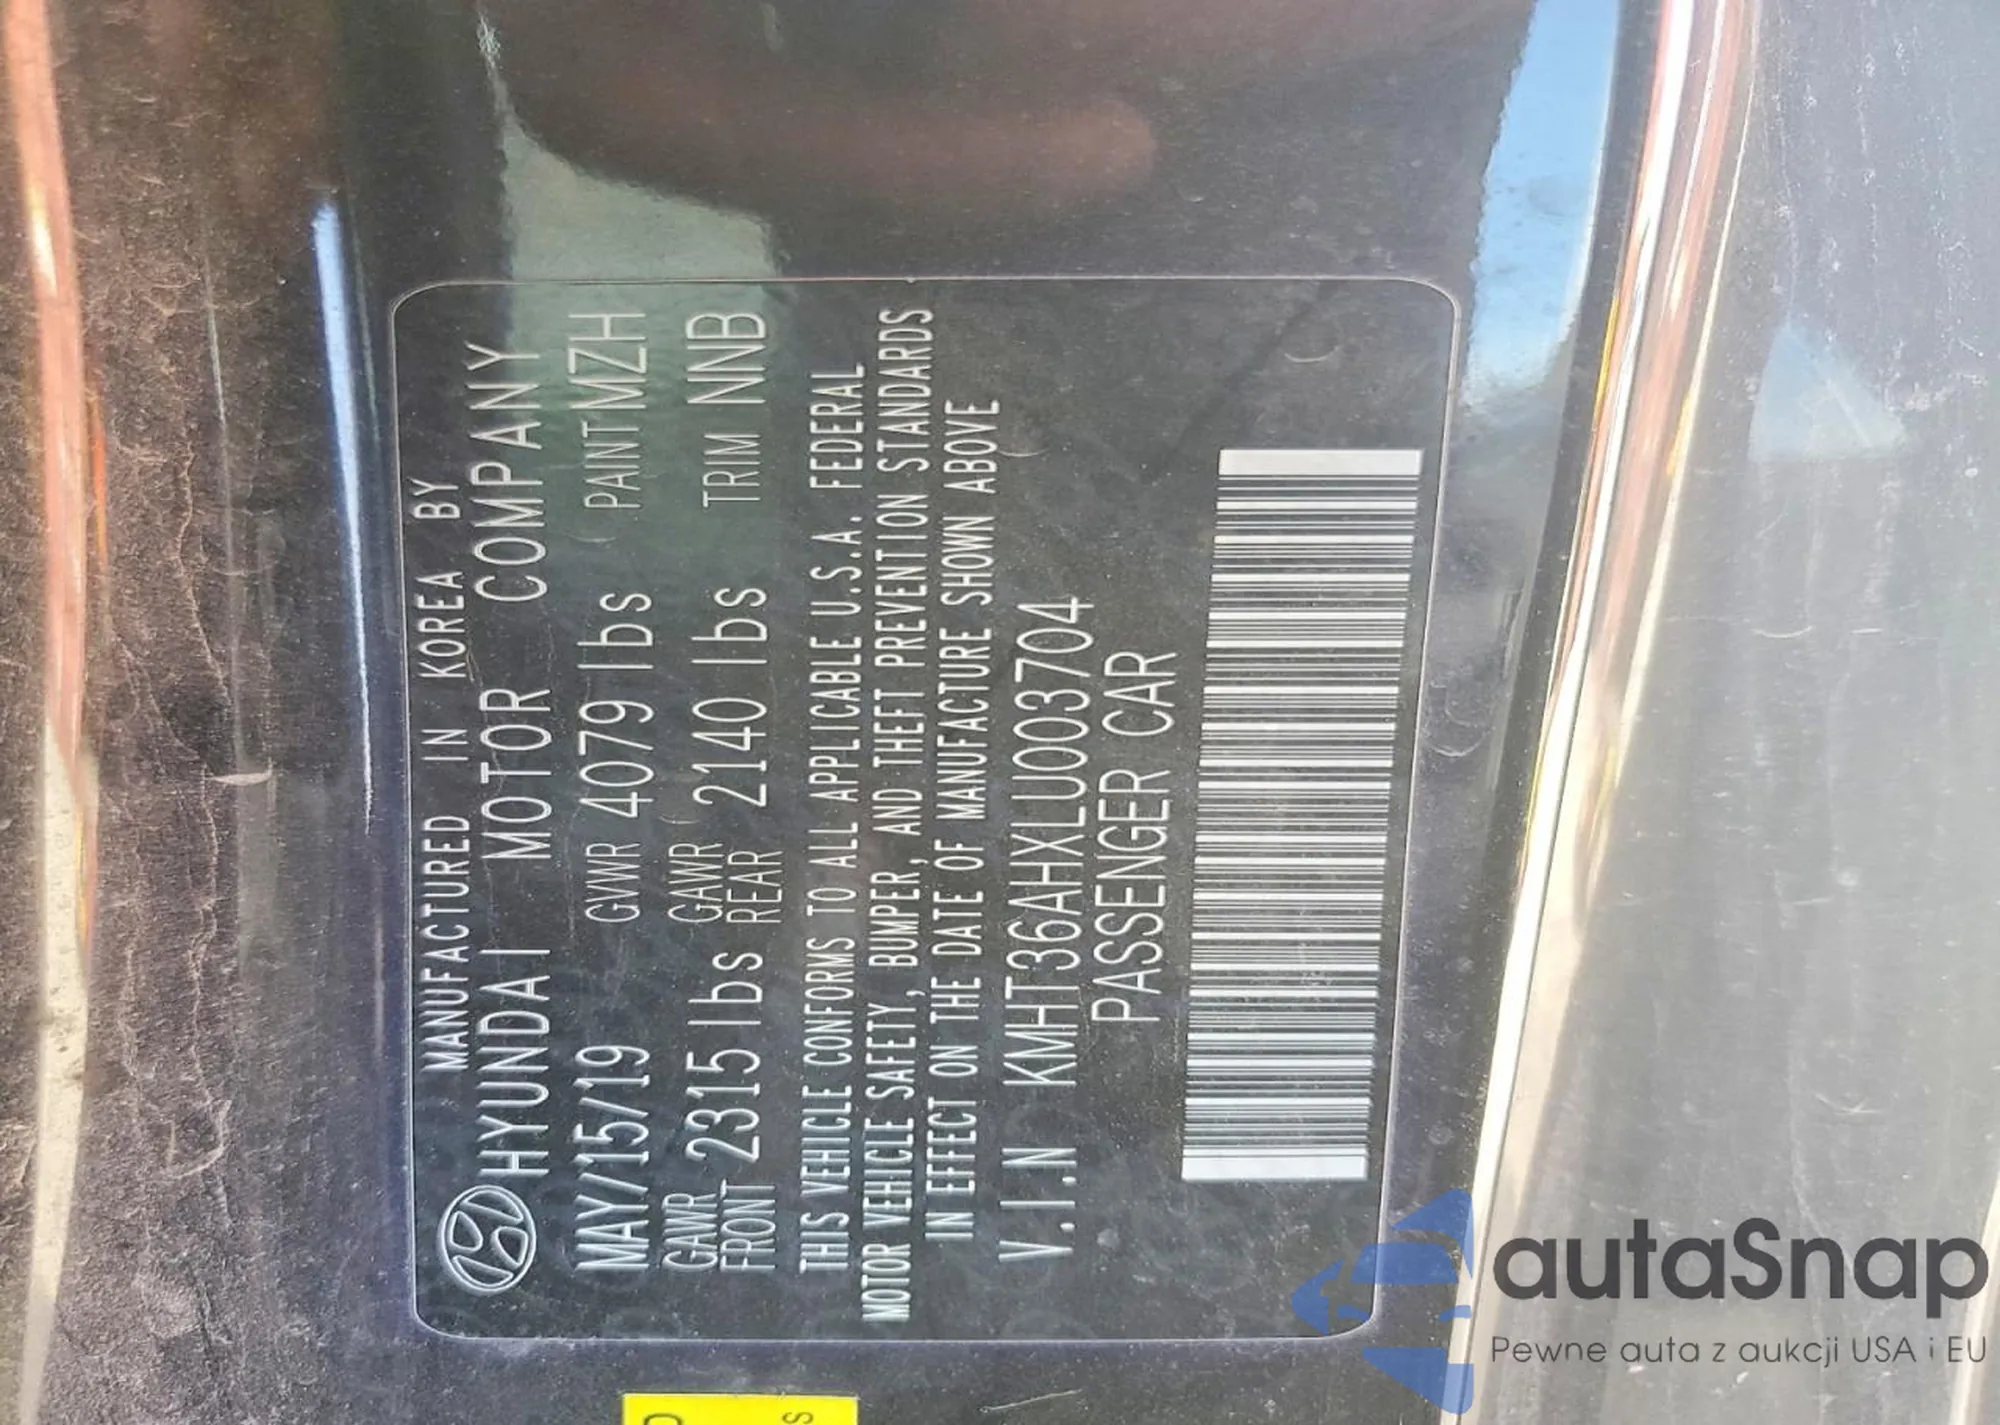 MANUFACTURED IN KOREA BY
HYUNDAI MOTOR COMPANY
MAY/15/19 GVWR 4079 lbs PAINT MZH
GAWR FRONT 2315 lbs GAWR REAR 2140 lbs TRIM NNB
THIS VEHICLE CONFORMS TO ALL APPLICABLE U.S.A. FEDERAL
MOTOR VEHICLE SAFETY, BUMPER, AND THEFT PREVENTION STANDARDS
IN EFFECT ON THE DATE OF MANUFACTURE SHOWN ABOVE
V.I.N KMHT36AHXLU003704
PASSENGER CAR
autaSnap
Pewne auta z aukcji USA i EU